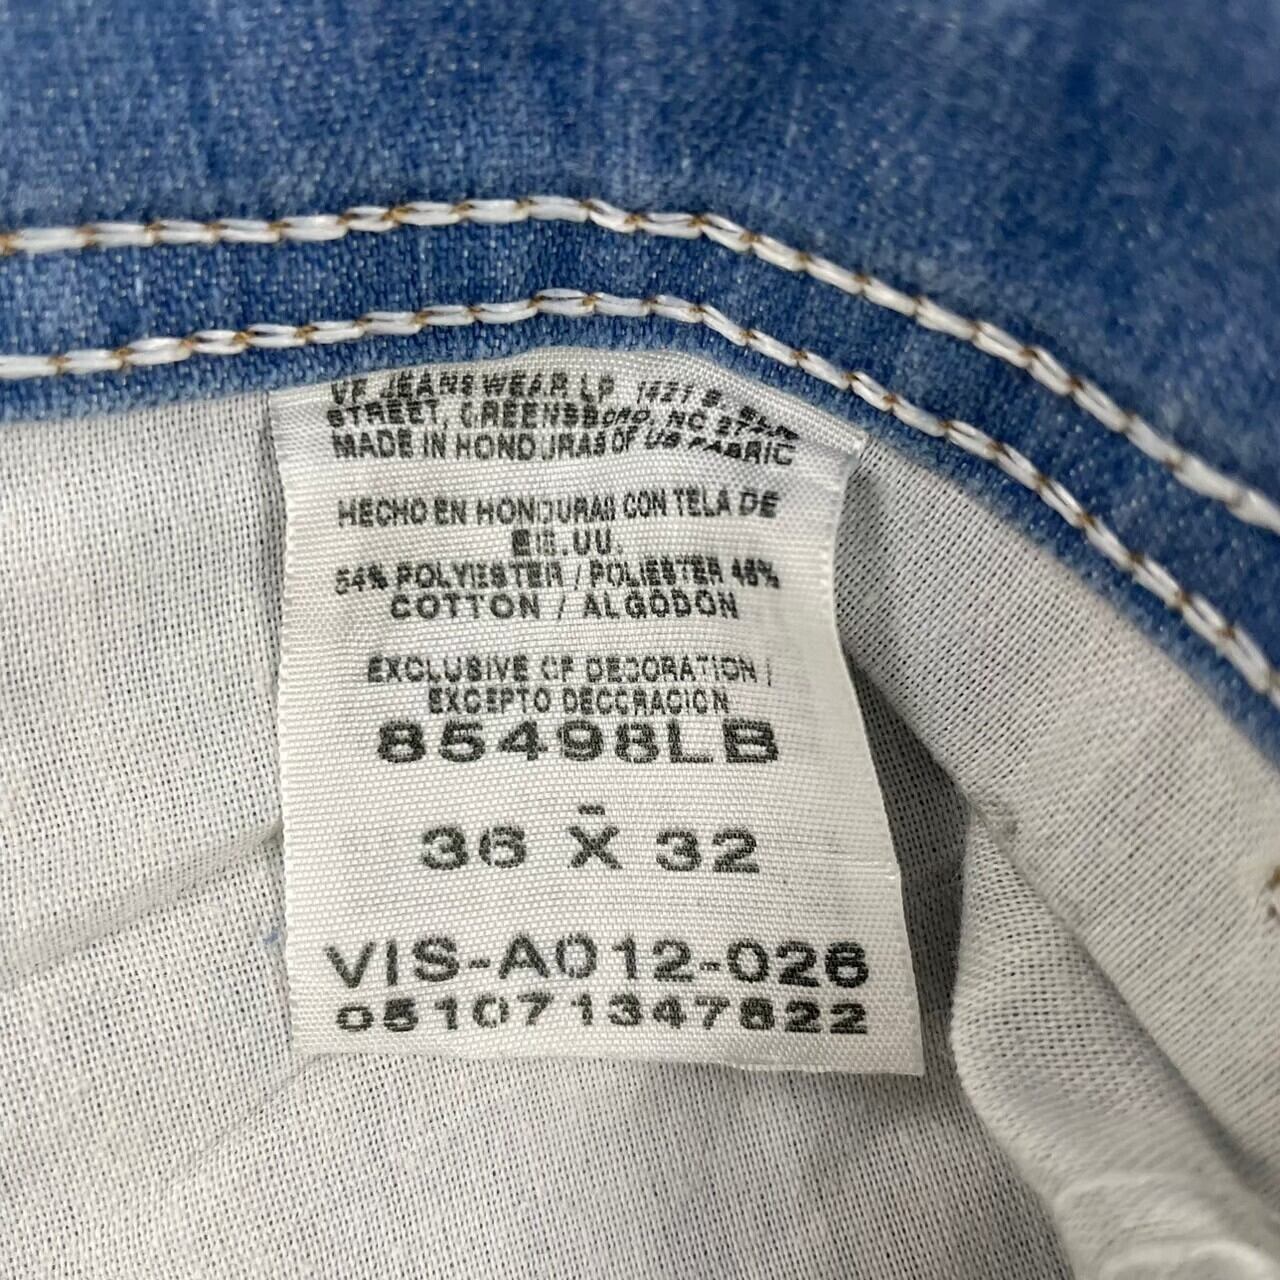 VF JEANSWEAR LP, 1421 S. ELM
STREET, GREENSBORO, NC
MADE IN HONDURAS OF US FABRIC
HECHO EN HONDURAS CON TELA DE
EE.UU.
54% POLYESTER / POLIESTER 46%
COTTON / ALGODON
EXCLUSIVE OF DECORATION /
EXCEPTO DECORACION
85498LB
36 X 32
VIS-A012-026
051071347822